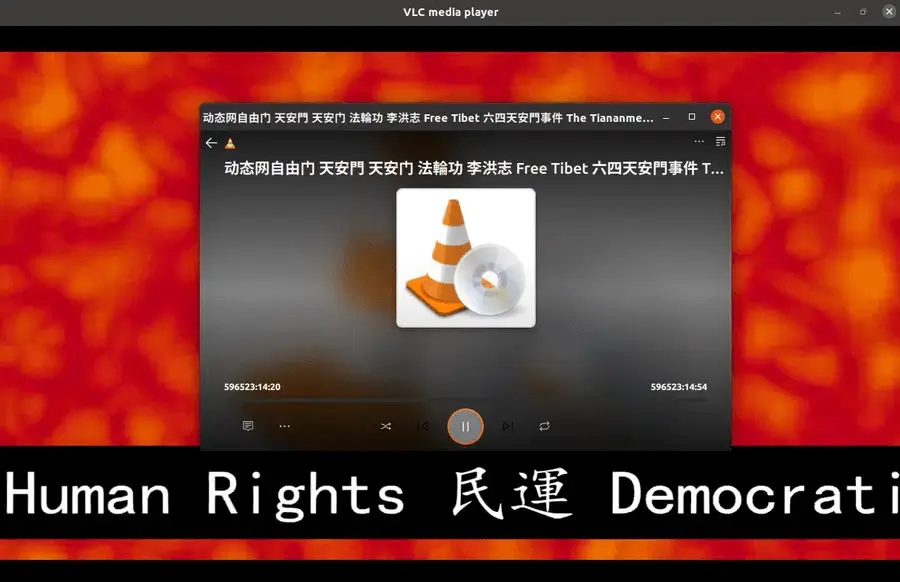 VLC media player
动态网自由门 天安門 天安门 法輪功 李洪志 Free Tibet 六四天安門事件 The Tiananme...
动态网自由门 天安門 天安门 法輪功 李洪志 Free Tibet 六四天安門事件 T...
596523:14:20
596523:14:54
Human Rights 民運 Democrati